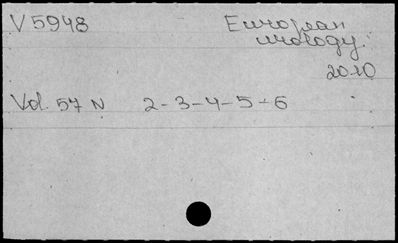 V 5948 European
urology.
2010
Vol. 57 N 2-3-4-5-6